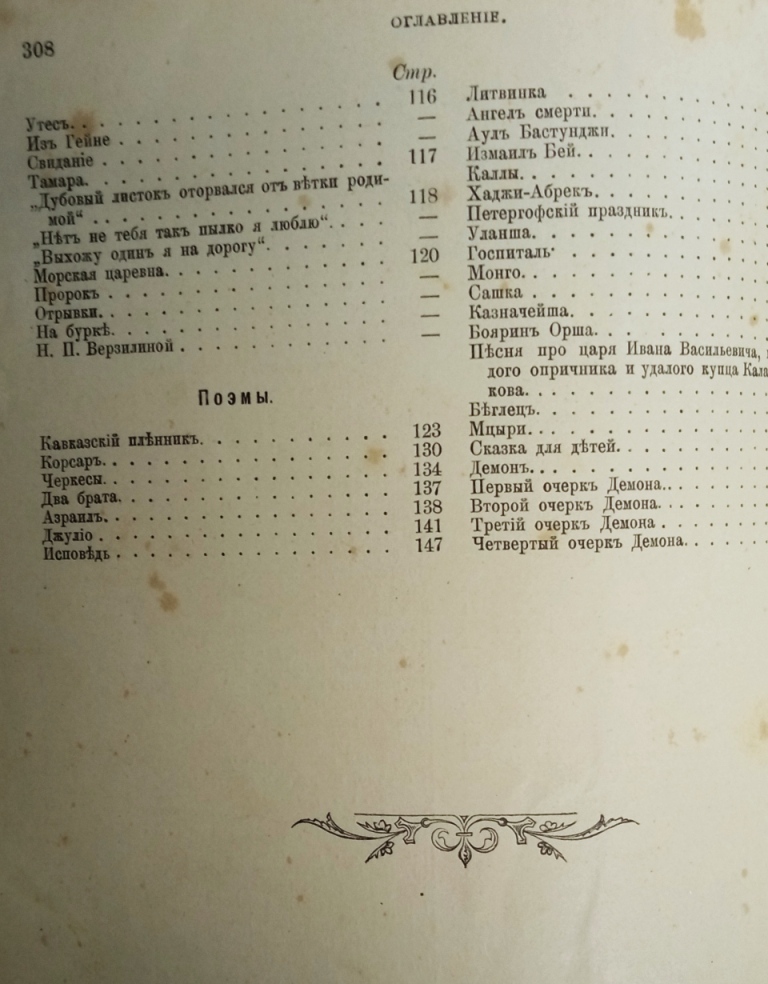 ОГЛАВЛЕНІЕ.
308
Стр.
Утесъ. . . . . . . . . . . . . . . . 116
Изъ Гейне . . . . . . . . . . . . . —
Свиданіе . . . . . . . . . . . . . . —
Тамара. . . . . . . . . . . . . . . 117
„Дубовый листокъ оторвался отъ вѣтки роди-
мой“ . . . . . . . . . . . . . . . 118
„Нѣтъ не тебя такъ пылко я люблю“. . . . —
„Выхожу одинъ я на дорогу“. . . . . . . —
Морская царевна. . . . . . . . . . . . 120
Пророкъ . . . . . . . . . . . . . . —
Отрывки. . . . . . . . . . . . . . . —
На буркѣ. . . . . . . . . . . . . . . —
Н. П. Верзилиной . . . . . . . . . . . —
Поэмы.
Кавказскій плѣнникъ. . . . . . . . . . 123
Корсаръ. . . . . . . . . . . . . . . 130
Черкесы. . . . . . . . . . . . . . . 134
Два брата. . . . . . . . . . . . . . 137
Азраилъ. . . . . . . . . . . . . . . 138
Джуліо . . . . . . . . . . . . . . . 141
Исповѣдь . . . . . . . . . . . . . . 147
Литвинка . . . . . . . . .
Ангелъ смерти. . . . . . . .
Аулъ Бастунджи. . . . . . .
Измаилъ Бей. . . . . . . . .
Каллы. . . . . . . . . . . .
Хаджи-Абрекъ. . . . . . . .
Петергофскій праздникъ. . . . .
Уланша. . . . . . . . . . .
Госпиталь . . . . . . . . . .
Монго. . . . . . . . . . . .
Сашка . . . . . . . . . . . .
Казначейша. . . . . . . . . .
Бояринъ Орша. . . . . . . . .
Пѣсня про царя Ивана Васильевича,
дого опричника и удалого купца Кала
кова. . . . . . . . . . . . .
Бѣглецъ. . . . . . . . . . . .
Мцыри. . . . . . . . . . . . .
Сказка для дѣтей. . . . . . . .
Демонъ. . . . . . . . . . . . .
Первый очеркъ Демона. . . . . .
Второй очеркъ Демона. . . . . .
Третій очеркъ Демона . . . . . .
Четвертый очеркъ Демона. . . . .